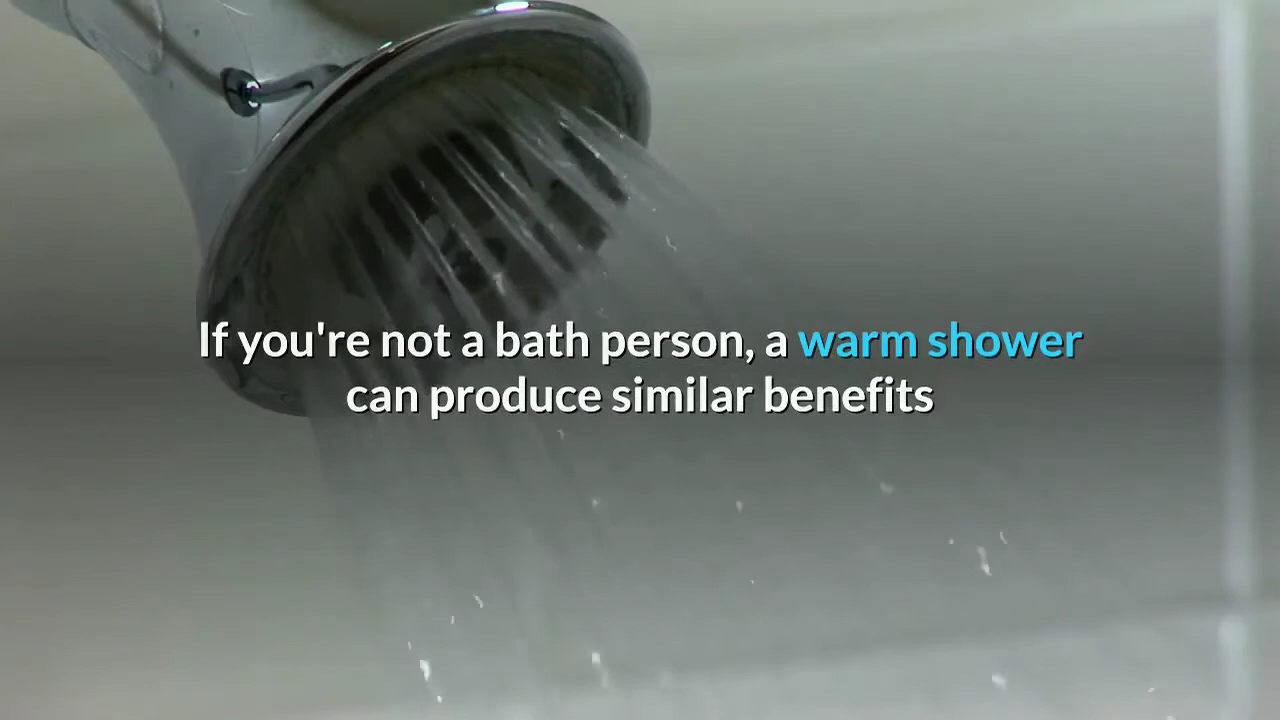 If you're not a bath person, a warm shower
can produce similar benefits